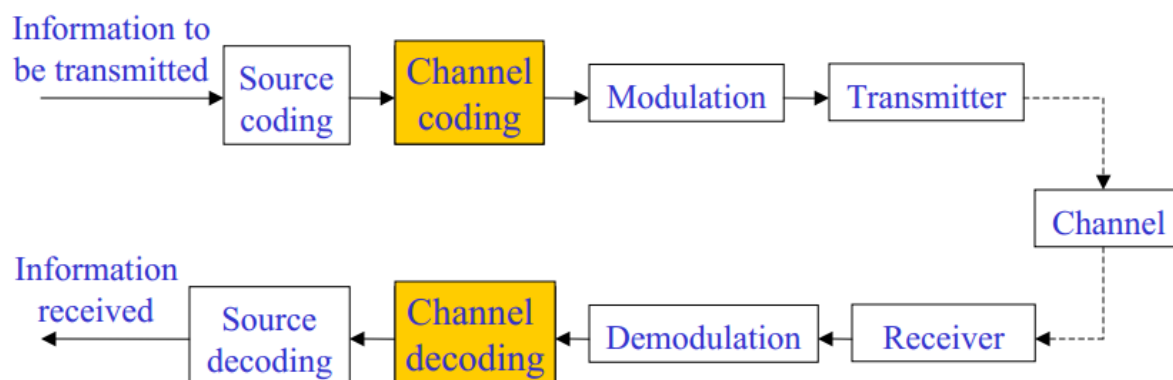 Information to
be transmitted
Source
coding
Channel
coding
Modulation
Transmitter
Channel
Information
received
Source
decoding
Channel
decoding
Demodulation
Receiver